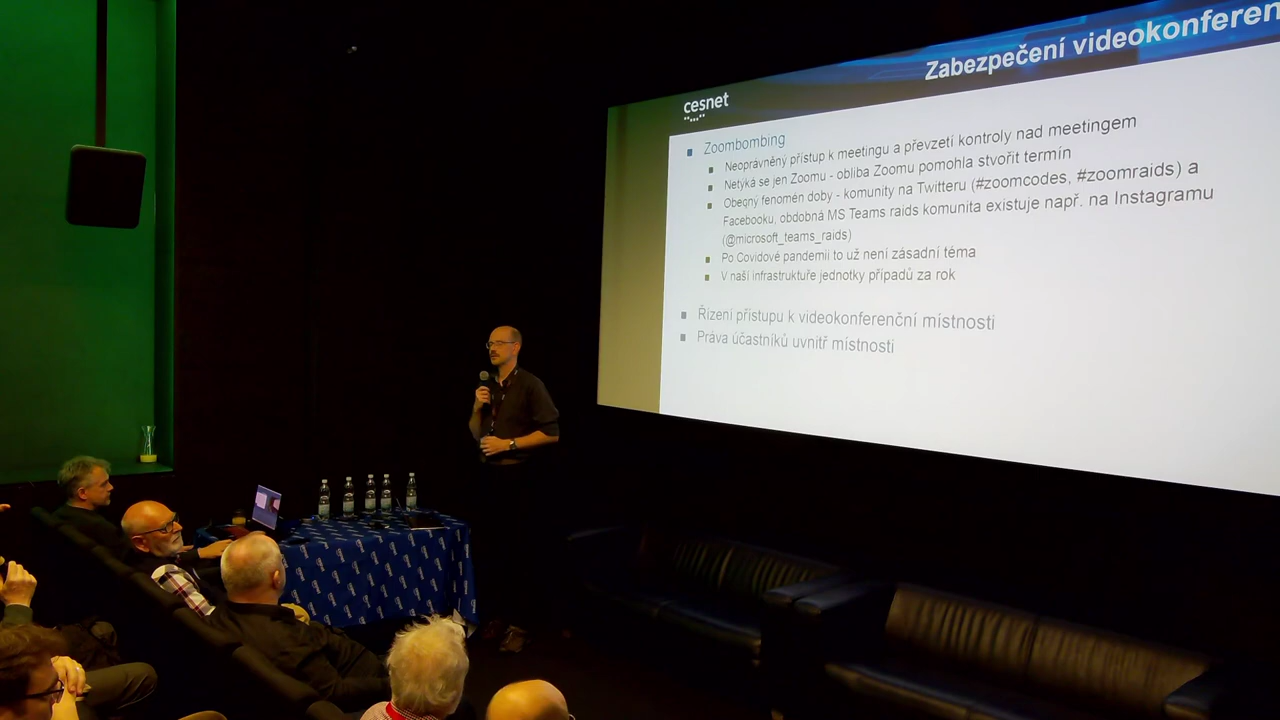 Zabezpečení videokonferen
cesnet
Zoombombing
Neoprávněný přístup k meetingu a převzetí kontroly nad meetingem
Netýká se jen Zoomu - obliba Zoomu pomohla stvořit termín
Obecný fenomén doby - komunity na Twitteru (#zoomcodes, #zoomraids) a
Facebooku, obdobná MS Teams raids komunita existuje např. na Instagramu
(@microsoft_teams_raids)
Po Covidové pandemii to už není zásadní téma
V naší infrastruktuře jednotky případů za rok
Řízení přístupu k videokonferenční místnosti
Práva účastníků uvnitř místnosti